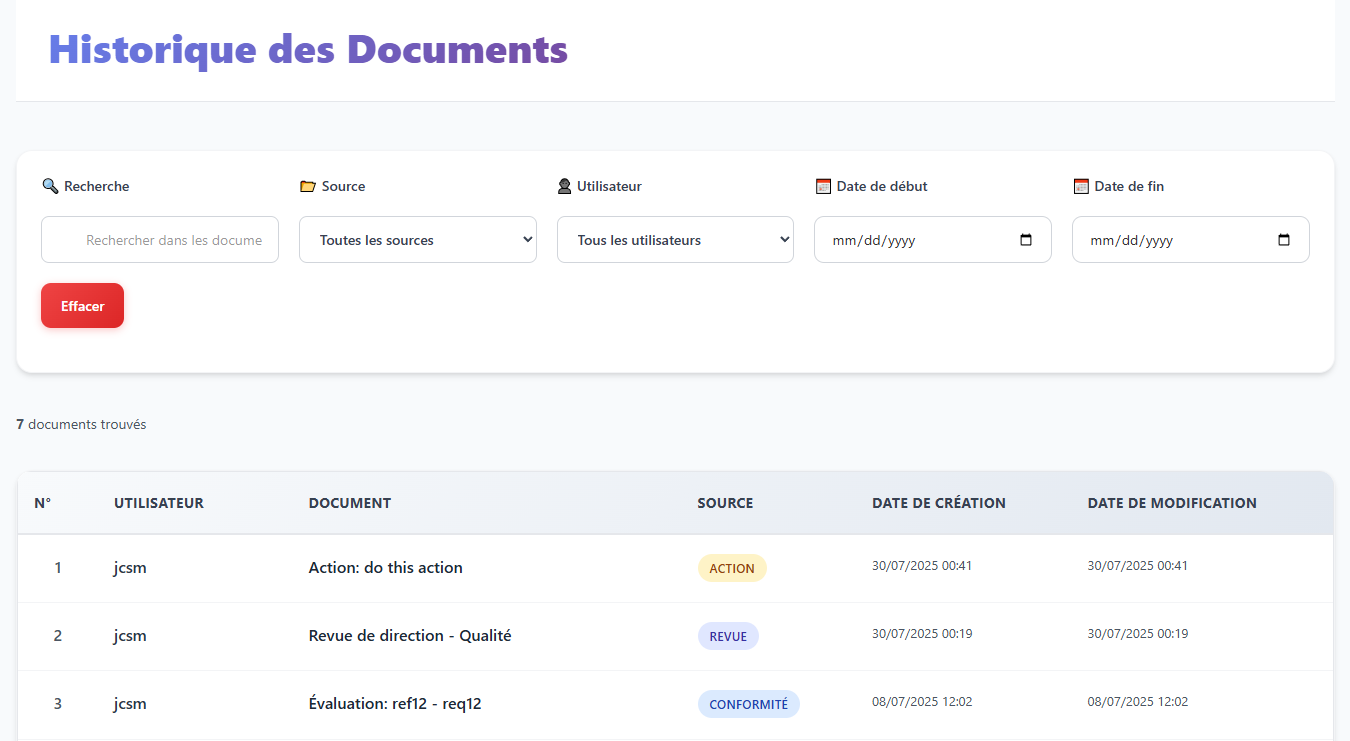 Historique des Documents
🔍 Recherche 📂 Source 👤 Utilisateur 📅 Date de début 📅 Date de fin
Rechercher dans les docume Toutes les sources Tous les utilisateurs mm/dd/yyyy mm/dd/yyyy
Effacer
7 documents trouvés
N° UTILISATEUR DOCUMENT SOURCE DATE DE CRÉATION DATE DE MODIFICATION
1 jcsm Action: do this action ACTION 30/07/2025 00:41 30/07/2025 00:41
2 jcsm Revue de direction - Qualité REVUE 30/07/2025 00:19 30/07/2025 00:19
3 jcsm Évaluation: ref12 - req12 CONFORMITÉ 08/07/2025 12:02 08/07/2025 12:02